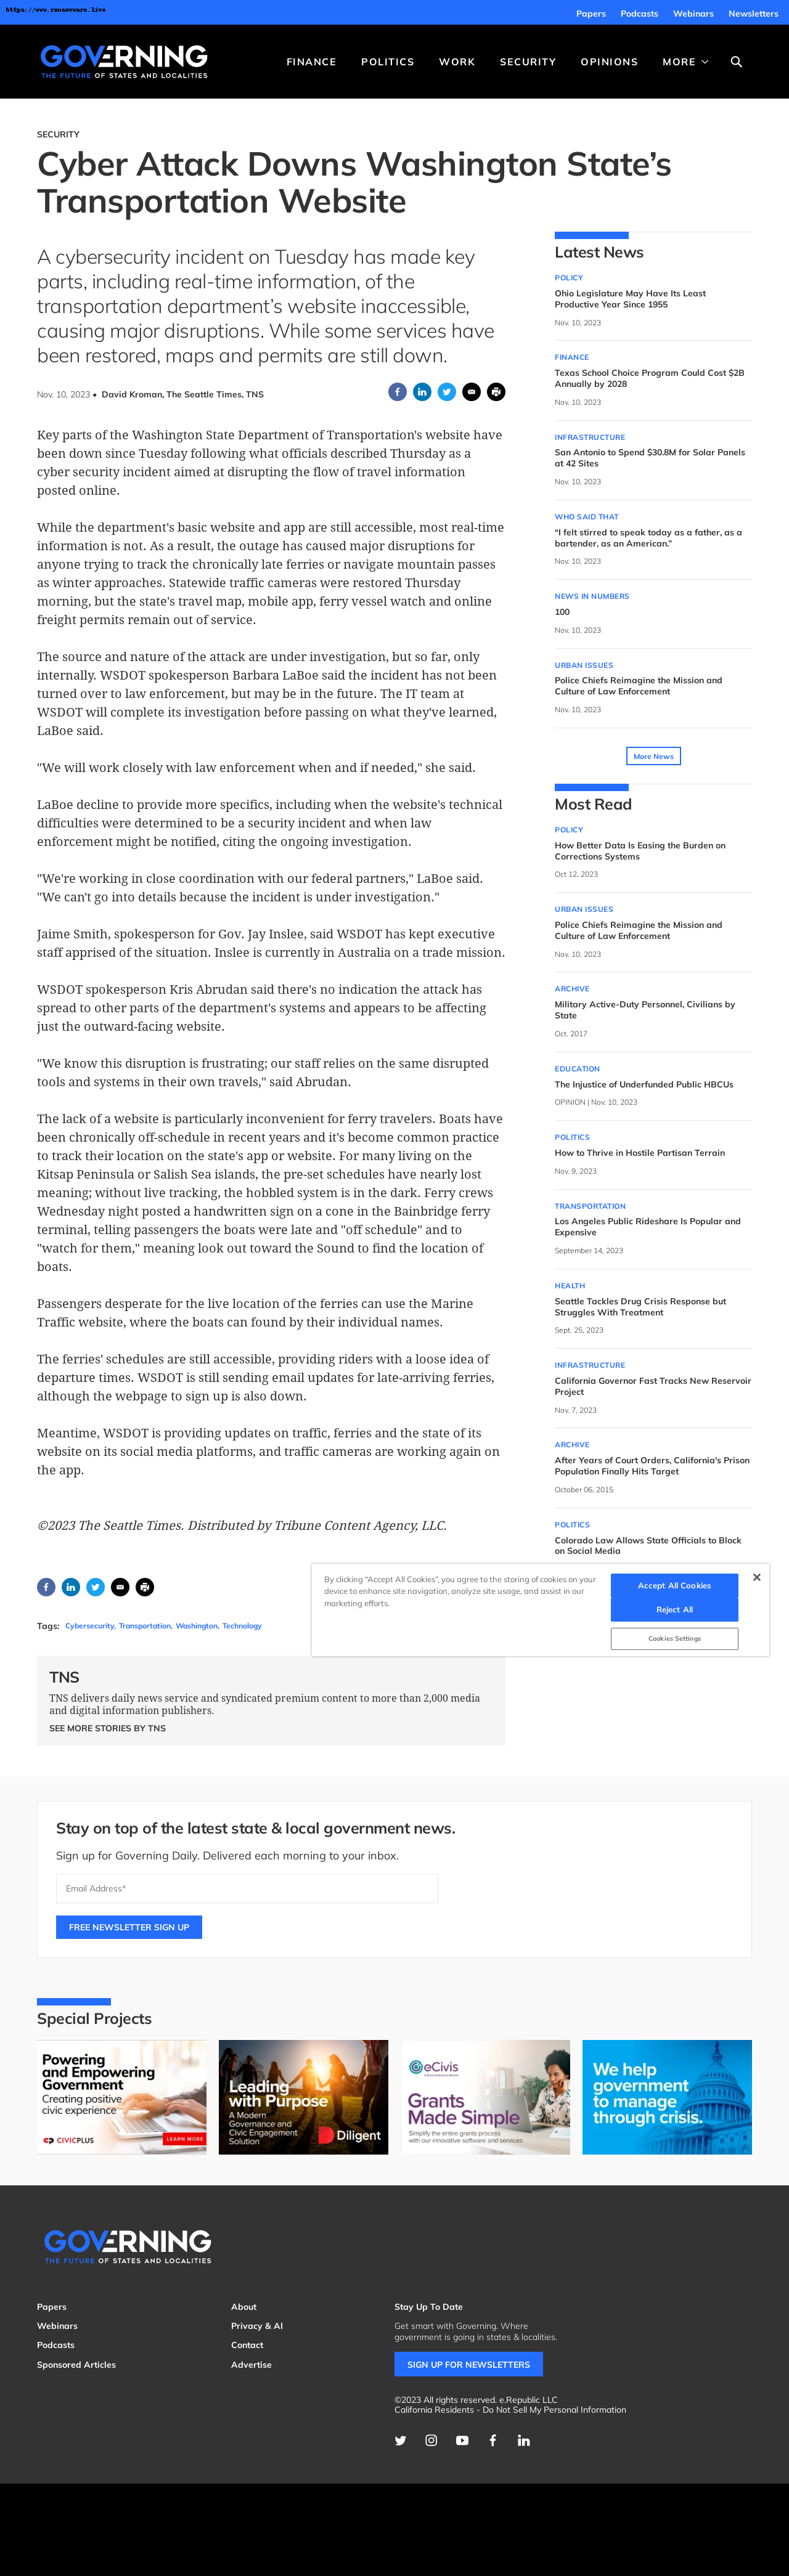 https://www.ransomware.live
Papers Podcasts Webinars Newsletters
GOVERNING
THE FUTURE OF STATES AND LOCALITIES
FINANCE POLITICS WORK SECURITY OPINIONS MORE
SECURITY
Cyber Attack Downs Washington State’s
Transportation Website
A cybersecurity incident on Tuesday has made key
parts, including real-time information, of the
transportation department’s website inaccessible,
causing major disruptions. While some services have
been restored, maps and permits are still down.
Nov. 10, 2023 • David Kroman, The Seattle Times, TNS
Key parts of the Washington State Department of Transportation's website have
been down since Tuesday following what officials described Thursday as a
cyber security incident aimed at disrupting the flow of travel information
posted online.
While the department's basic website and app are still accessible, most real-time
information is not. As a result, the outage has caused major disruptions for
anyone trying to track the chronically late ferries or navigate mountain passes
as winter approaches. Statewide traffic cameras were restored Thursday
morning, but the state's travel map, mobile app, ferry vessel watch and online
freight permits remain out of service.
The source and nature of the attack are under investigation, but so far, only
internally. WSDOT spokesperson Barbara LaBoe said the incident has not been
turned over to law enforcement, but may be in the future. The IT team at
WSDOT will complete its investigation before passing on what they've learned,
LaBoe said.
"We will work closely with law enforcement when and if needed," she said.
LaBoe decline to provide more specifics, including when the website's technical
difficulties were determined to be a security incident and when law
enforcement might be notified, citing the ongoing investigation.
"We're working in close coordination with our federal partners," LaBoe said.
"We can't go into details because the incident is under investigation."
Jaime Smith, spokesperson for Gov. Jay Inslee, said WSDOT has kept executive
staff apprised of the situation. Inslee is currently in Australia on a trade mission.
WSDOT spokesperson Kris Abrudan said there's no indication the attack has
spread to other parts of the department's systems and appears to be affecting
just the outward-facing website.
"We know this disruption is frustrating; our staff relies on the same disrupted
tools and systems in their own travels," said Abrudan.
The lack of a website is particularly inconvenient for ferry travelers. Boats have
been chronically off-schedule in recent years and it's become common practice
to track their location on the state's app or website. For many living on the
Kitsap Peninsula or Salish Sea islands, the pre-set schedules have nearly lost
meaning; without live tracking, the hobbled system is in the dark. Ferry crews
Wednesday night posted a handwritten sign on a cone in the Bainbridge ferry
terminal, telling passengers the boats were late and "off schedule" and to
"watch for them," meaning look out toward the Sound to find the location of
boats.
Passengers desperate for the live location of the ferries can use the Marine
Traffic website, where the boats can found by their individual names.
The ferries' schedules are still accessible, providing riders with a loose idea of
departure times. WSDOT is still sending email updates for late-arriving ferries,
although the webpage to sign up is also down.
Meantime, WSDOT is providing updates on traffic, ferries and the state of its
website on its social media platforms, and traffic cameras are working again on
the app.
©2023 The Seattle Times. Distributed by Tribune Content Agency, LLC.
Tags: Cybersecurity, Transportation, Washington, Technology
TNS
TNS delivers daily news service and syndicated premium content to more than 2,000 media
and digital information publishers.
SEE MORE STORIES BY TNS
Latest News
POLICY
Ohio Legislature May Have Its Least
Productive Year Since 1955
Nov. 10, 2023
FINANCE
Texas School Choice Program Could Cost $2B
Annually by 2028
Nov. 10, 2023
INFRASTRUCTURE
San Antonio to Spend $30.8M for Solar Panels
at 42 Sites
Nov. 10, 2023
WHO SAID THAT
“I felt stirred to speak today as a father, as a
bartender, as an American.”
Nov. 10, 2023
NEWS IN NUMBERS
100
Nov. 10, 2023
URBAN ISSUES
Police Chiefs Reimagine the Mission and
Culture of Law Enforcement
Nov. 10, 2023
More News
Most Read
POLICY
How Better Data Is Easing the Burden on
Corrections Systems
Oct 12, 2023
URBAN ISSUES
Police Chiefs Reimagine the Mission and
Culture of Law Enforcement
Nov. 10, 2023
ARCHIVE
Military Active-Duty Personnel, Civilians by
State
Oct. 2017
EDUCATION
The Injustice of Underfunded Public HBCUs
OPINION | Nov. 10, 2023
POLITICS
How to Thrive in Hostile Partisan Terrain
Nov, 9, 2023
TRANSPORTATION
Los Angeles Public Rideshare Is Popular and
Expensive
September 14, 2023
HEALTH
Seattle Tackles Drug Crisis Response but
Struggles With Treatment
Sept. 25, 2023
INFRASTRUCTURE
California Governor Fast Tracks New Reservoir
Project
Nov. 7, 2023
ARCHIVE
After Years of Court Orders, California's Prison
Population Finally Hits Target
October 06, 2015
POLITICS
Colorado Law Allows State Officials to Block
on Social Media
By clicking “Accept All Cookies”, you agree to the storing of cookies on your
device to enhance site navigation, analyze site usage, and assist in our
marketing efforts.
Accept All Cookies
Reject All
Cookies Settings
Stay on top of the latest state & local government news.
Sign up for Governing Daily. Delivered each morning to your inbox.
Email Address*
FREE NEWSLETTER SIGN UP
Special Projects
Powering
and Empowering
Government
Creating positive
civic experience
CIVICPLUS
LEARN MORE
Leading
with Purpose
A Modern
Governance and
Civic Engagement
Solution
Diligent
eCivis
Grants
Made Simple
Simplify the entire grants process
with our innovative software and services
We help
government
to manage
through crisis.
GOVERNING
THE FUTURE OF STATES AND LOCALITIES
Papers
Webinars
Podcasts
Sponsored Articles
About
Privacy & AI
Contact
Advertise
Stay Up To Date
Get smart with Governing. Where
government is going in states & localities.
SIGN UP FOR NEWSLETTERS
©2023 All rights reserved. e.Republic LLC
California Residents - Do Not Sell My Personal Information